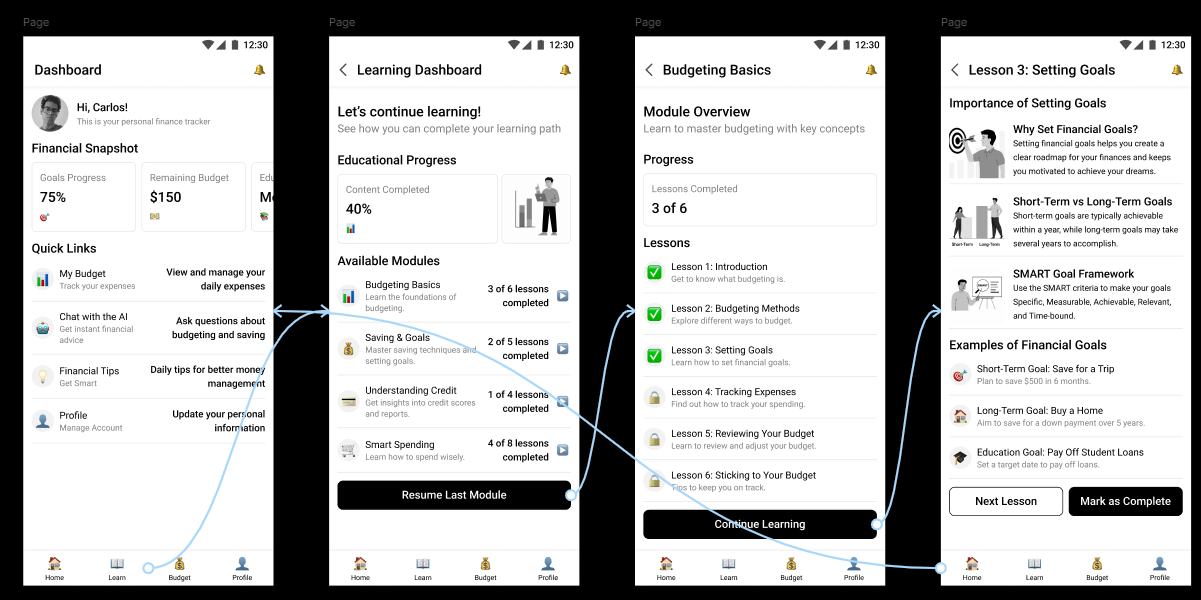 Page
12:30
Dashboard
Hi, Carlos!
This is your personal finance tracker
Financial Snapshot
Goals Progress
75%
Remaining Budget
$150
Edu
Mo
Quick Links
My Budget
Track your expenses
View and manage your
daily expenses
Chat with the AI
Get instant financial
advice
Ask questions about
budgeting and saving
Financial Tips
Get Smart
Daily tips for better money
management
Profile
Manage Account
Update your personal
information
Home
Learn
Budget
Profile
Page
12:30
Learning Dashboard
Let's continue learning!
See how you can complete your learning path
Educational Progress
Content Completed
40%
Available Modules
Budgeting Basics
Learn the foundations of
budgeting.
3 of 6 lessons
completed
Saving & Goals
Master saving techniques and
setting goals.
2 of 5 lessons
completed
Understanding Credit
Get insights into credit scores
and reports.
1 of 4 lessons
completed
Smart Spending
Learn how to spend wisely.
4 of 8 lessons
completed
Resume Last Module
Home
Learn
Budget
Profile
Page
12:30
Budgeting Basics
Module Overview
Learn to master budgeting with key concepts
Progress
Lessons Completed
3 of 6
Lessons
Lesson 1: Introduction
Get to know what budgeting is.
Lesson 2: Budgeting Methods
Explore different ways to budget.
Lesson 3: Setting Goals
Learn how to set financial goals.
Lesson 4: Tracking Expenses
Find out how to track your spending.
Lesson 5: Reviewing Your Budget
Learn to review and adjust your budget.
Lesson 6: Sticking to Your Budget
Tips to keep you on track.
Continue Learning
Home
Learn
Budget
Profile
Page
12:30
Lesson 3: Setting Goals
Importance of Setting Goals
Why Set Financial Goals?
Setting financial goals helps you create a
clear roadmap for your finances and keeps
you motivated to achieve your dreams.
Short-Term
Long-Term
Short-Term vs Long-Term Goals
Short-term goals are typically achievable
within a year, while long-term goals may take
several years to accomplish.
SMART Goal Framework
Use the SMART criteria to make your goals
Specific, Measurable, Achievable, Relevant,
and Time-bound.
Examples of Financial Goals
Short-Term Goal: Save for a Trip
Plan to save $500 in 6 months.
Long-Term Goal: Buy a Home
Aim to save for a down payment over 5 years.
Education Goal: Pay Off Student Loans
Set a target date to pay off loans.
Next Lesson
Mark as Complete
Home
Learn
Budget
Profile